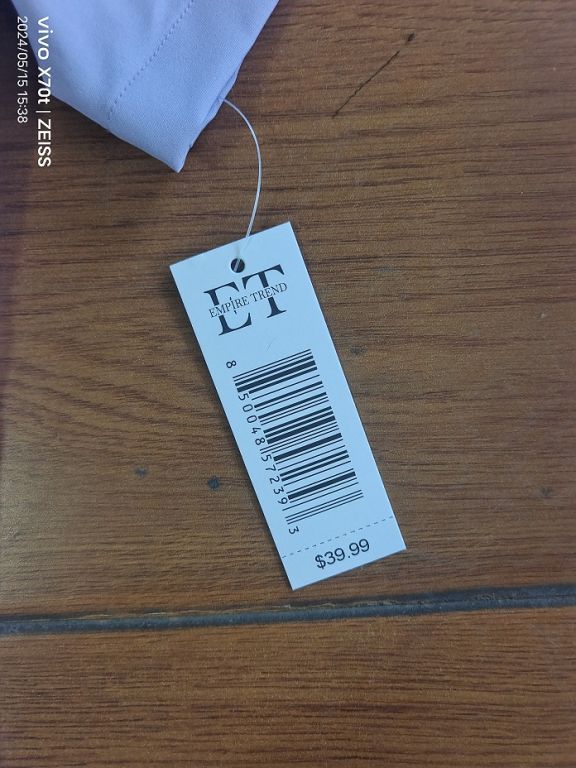 vivo X70t | ZEISS
2024/05/15 15:38
ET
EMPIRE TREND
8 50048 57239 3
$39.99